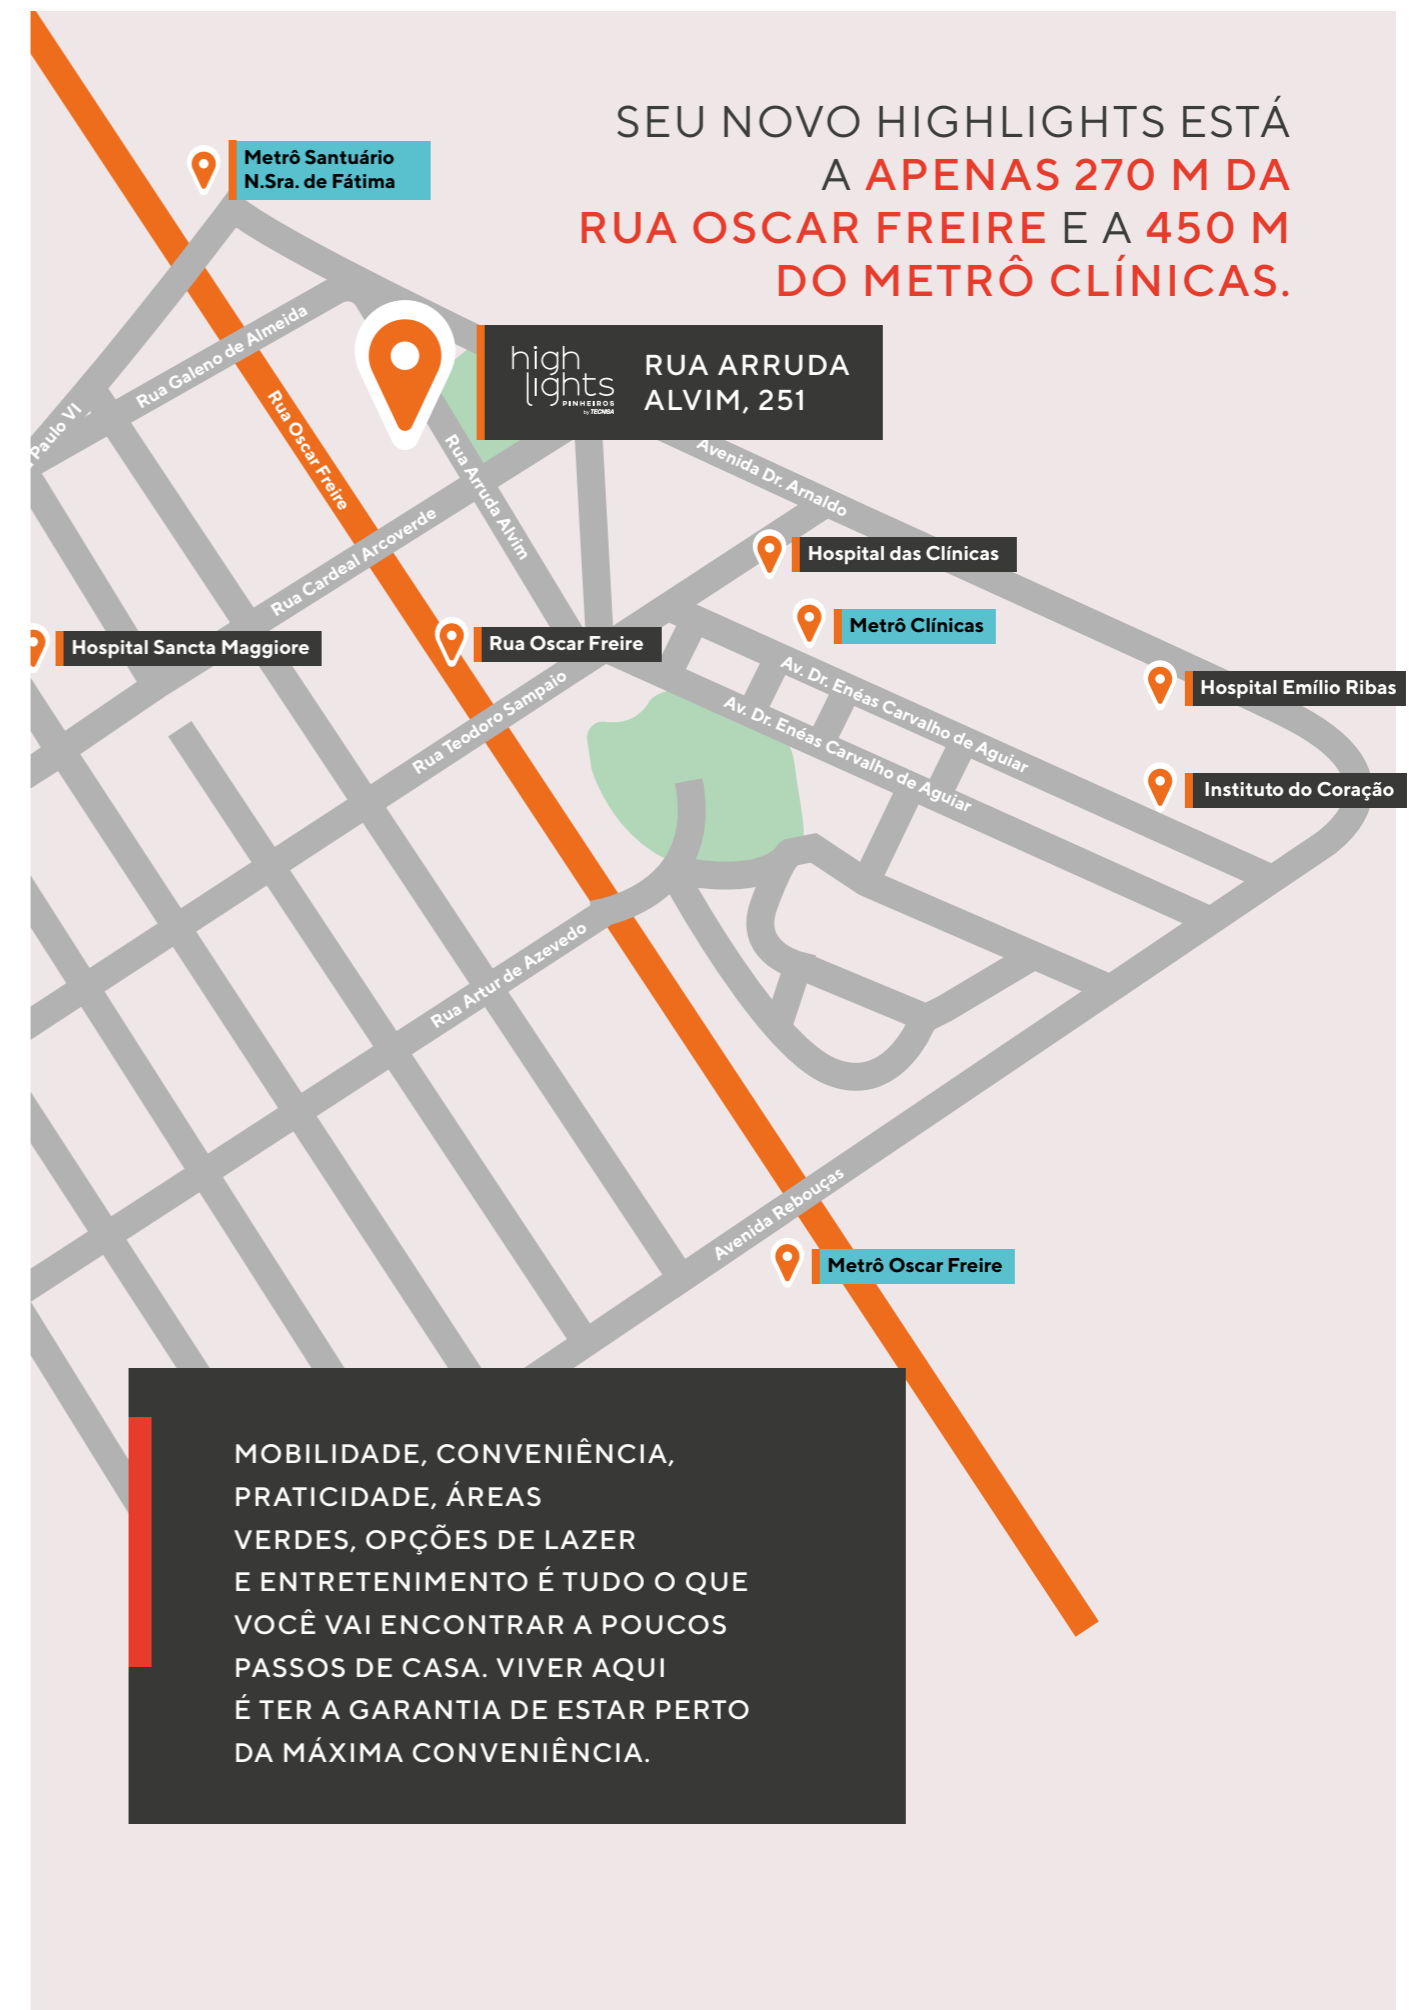 SEU NOVO HIGHLIGHTS ESTÁ
A APENAS 270 M DA
RUA OSCAR FREIRE E A 450 M
DO METRÔ CLÍNICAS.
Metrô Santuário
N.Sra. de Fátima
high
lights
PINHEIROS
by TECNISA
RUA ARRUDA
ALVIM, 251
Rua Galeno de Almeida
Paulo VI
Rua Oscar Freire
Rua Arruda Alvim
Avenida Dr. Arnaldo
Rua Cardeal Arcoverde
Hospital das Clínicas
Metrô Clínicas
Hospital Sancta Maggiore
Rua Oscar Freire
Av. Dr. Enéas Carvalho de Aguiar
Hospital Emílio Ribas
Rua Teodoro Sampaio
Av. Dr. Enéas Carvalho de Aguiar
Instituto do Coração
Rua Artur de Azevedo
Avenida Rebouças
Metrô Oscar Freire
MOBILIDADE, CONVENIÊNCIA,
PRATICIDADE, ÁREAS
VERDES, OPÇÕES DE LAZER
E ENTRETENIMENTO É TUDO O QUE
VOCÊ VAI ENCONTRAR A POUCOS
PASSOS DE CASA. VIVER AQUI
É TER A GARANTIA DE ESTAR PERTO
DA MÁXIMA CONVENIÊNCIA.